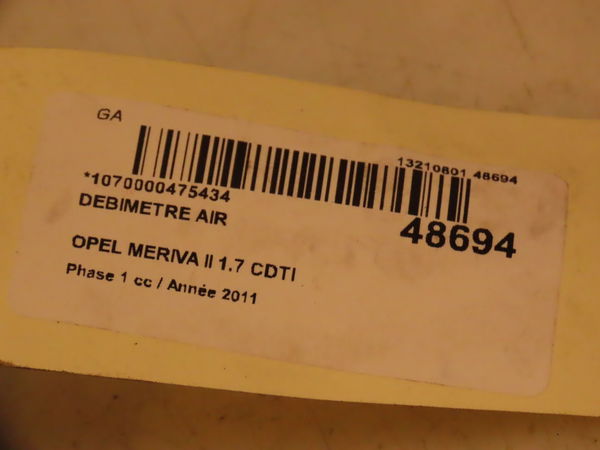 GA
13210801 48694
*1070000475434
DEBIMETRE AIR
48694
OPEL MERIVA II 1.7 CDTI
Phase 1 cc / Année 2011